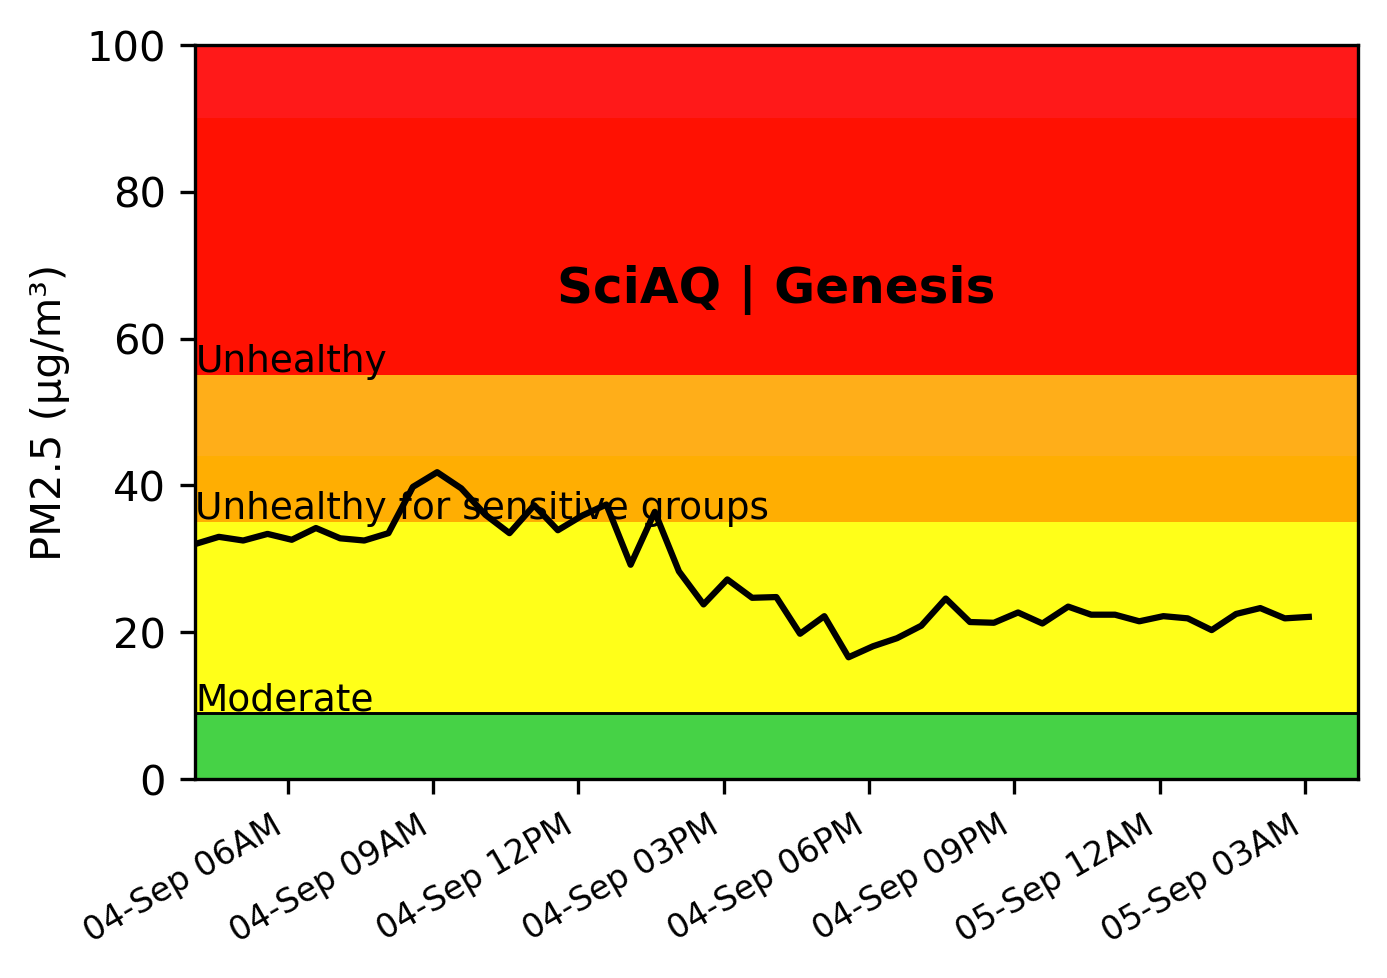 100
80
60
40
20
0
PM2.5 (μg/m³)
SciAQ | Genesis
Unhealthy
Unhealthy for sensitive groups
Moderate
04-Sep 06AM
04-Sep 09AM
04-Sep 12PM
04-Sep 03PM
04-Sep 06PM
04-Sep 09PM
05-Sep 12AM
05-Sep 03AM